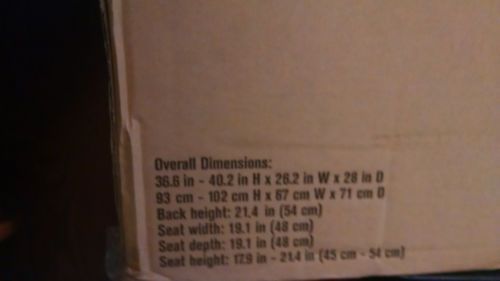 Overall Dimensions:
36.6 in - 40.2 in H x 26.2 in W x 28 in D
93 cm - 102 cm H x 67 cm W x 71 cm D
Back height: 21.4 in (54 cm)
Seat width: 19.1 in (48 cm)
Seat depth: 19.1 in (48 cm)
Seat height: 17.9 in - 21.4 in (45 cm - 54 cm)